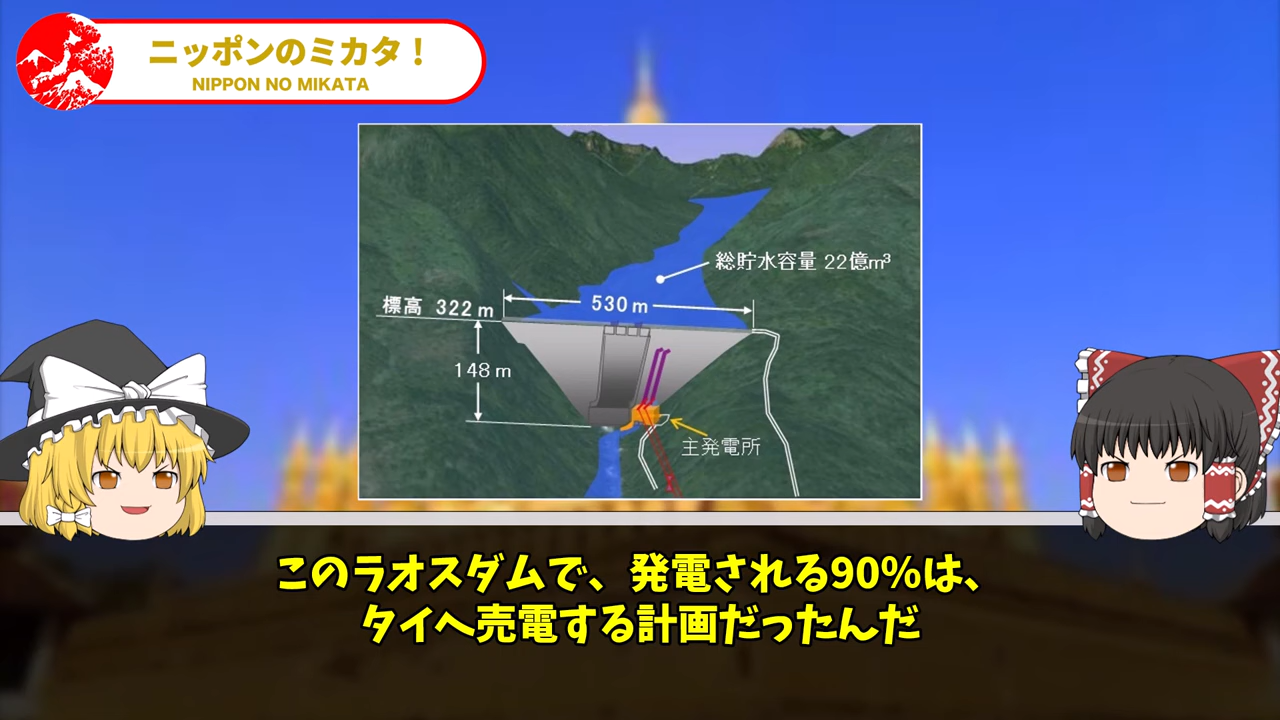 ニッポンのミカタ！
NIPPON NO MIKATA
総貯水容量 22億m³
530m
標高 322m
148m
主発電所
このラオスダムで、発電される90%は、
タイへ売電する計画だったんだ